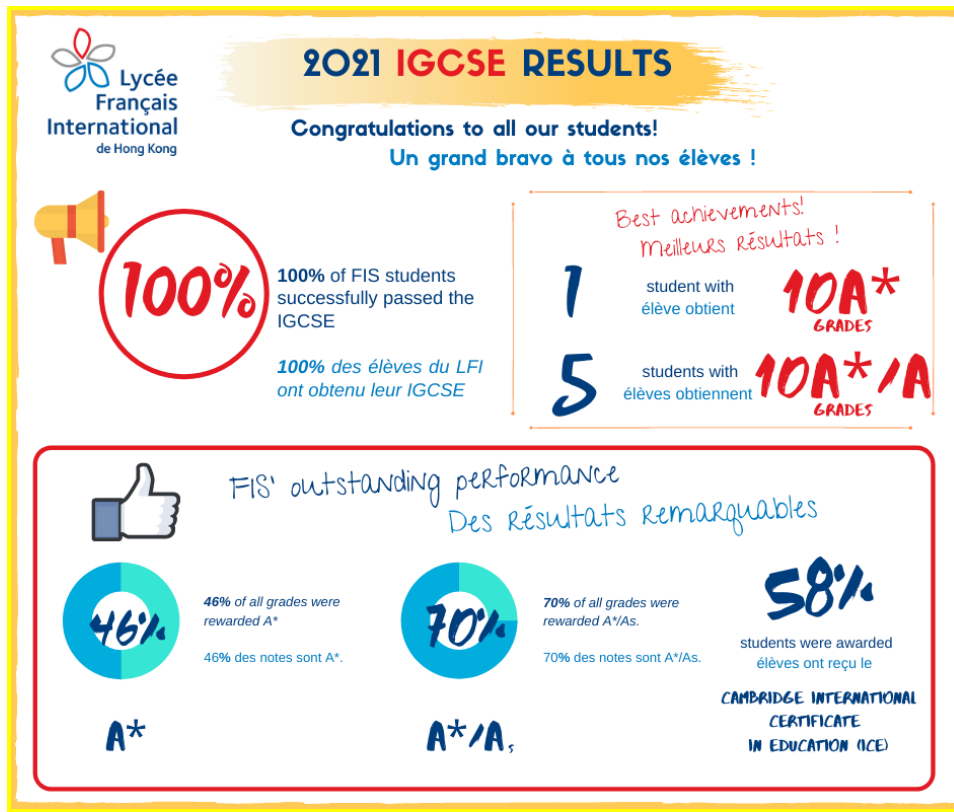 Lycée
Français
International
de Hong Kong
2021 IGCSE RESULTS
Congratulations to all our students!
Un grand bravo à tous nos élèves !
100%
100% of FIS students
successfully passed the
IGCSE
100% des élèves du LFI
ont obtenu leur IGCSE
Best achievements!
Meilleurs résultats !
1
student with
élève obtient
10A*
GRADES
5
students with
élèves obtiennent
10A*/A
GRADES
FIS' outstanding performance
Des résultats remarquables
46%
46% of all grades were
rewarded A*
46% des notes sont A*.
A*
70%
70% of all grades were
rewarded A*/As.
70% des notes sont A*/As.
A*/A,
58%
students were awarded
élèves ont reçu le
CAMBRIDGE INTERNATIONAL
CERTIFICATE
IN EDUCATION (ICE)